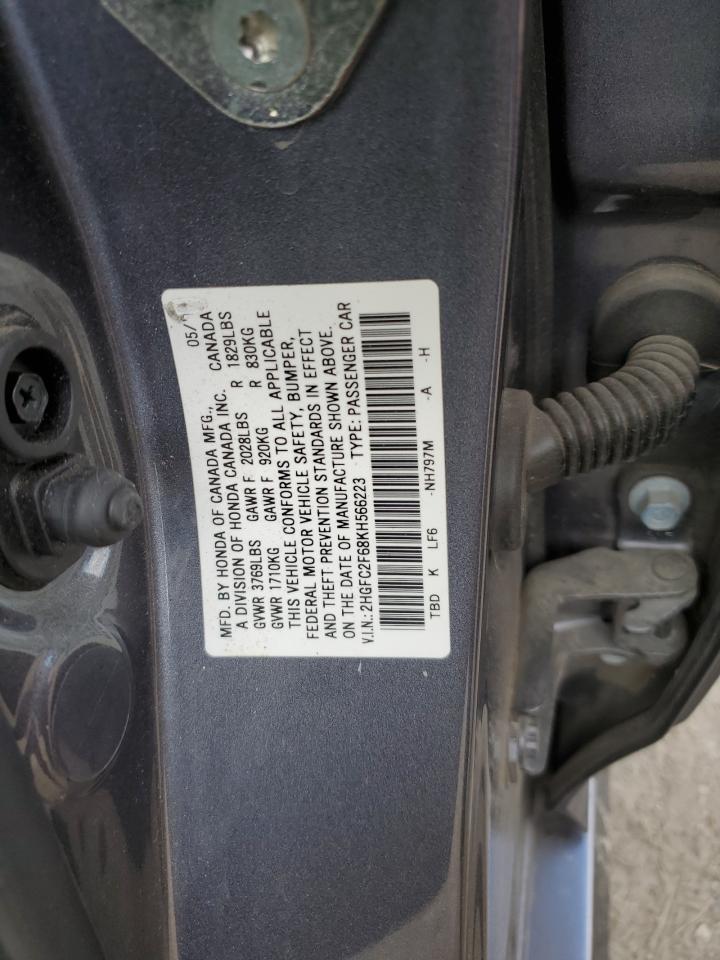 MFD. BY HONDA OF CANADA MFG., 05/
A DIVISION OF HONDA CANADA INC. CANADA
GVWR 3769LBS GAWR F 2028LBS R 1829LBS
GVWR 1710KG GAWR F 920KG R 830KG
THIS VEHICLE CONFORMS TO ALL APPLICABLE
FEDERAL MOTOR VEHICLE SAFETY, BUMPER,
AND THEFT PREVENTION STANDARDS IN EFFECT
ON THE DATE OF MANUFACTURE SHOWN ABOVE.
V.I.N.: 2HGFC2F68KH566223 TYPE: PASSENGER CAR
TBD K LF6 -NH797M -A -H